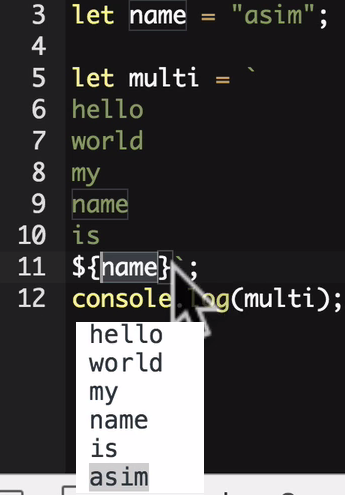 3 let name = "asim";
4
5 let multi = `
6 hello
7 world
8 my
9 name
10 is
11 ${name}`;
12 console.log(multi);
hello
world
my
name
is
asim